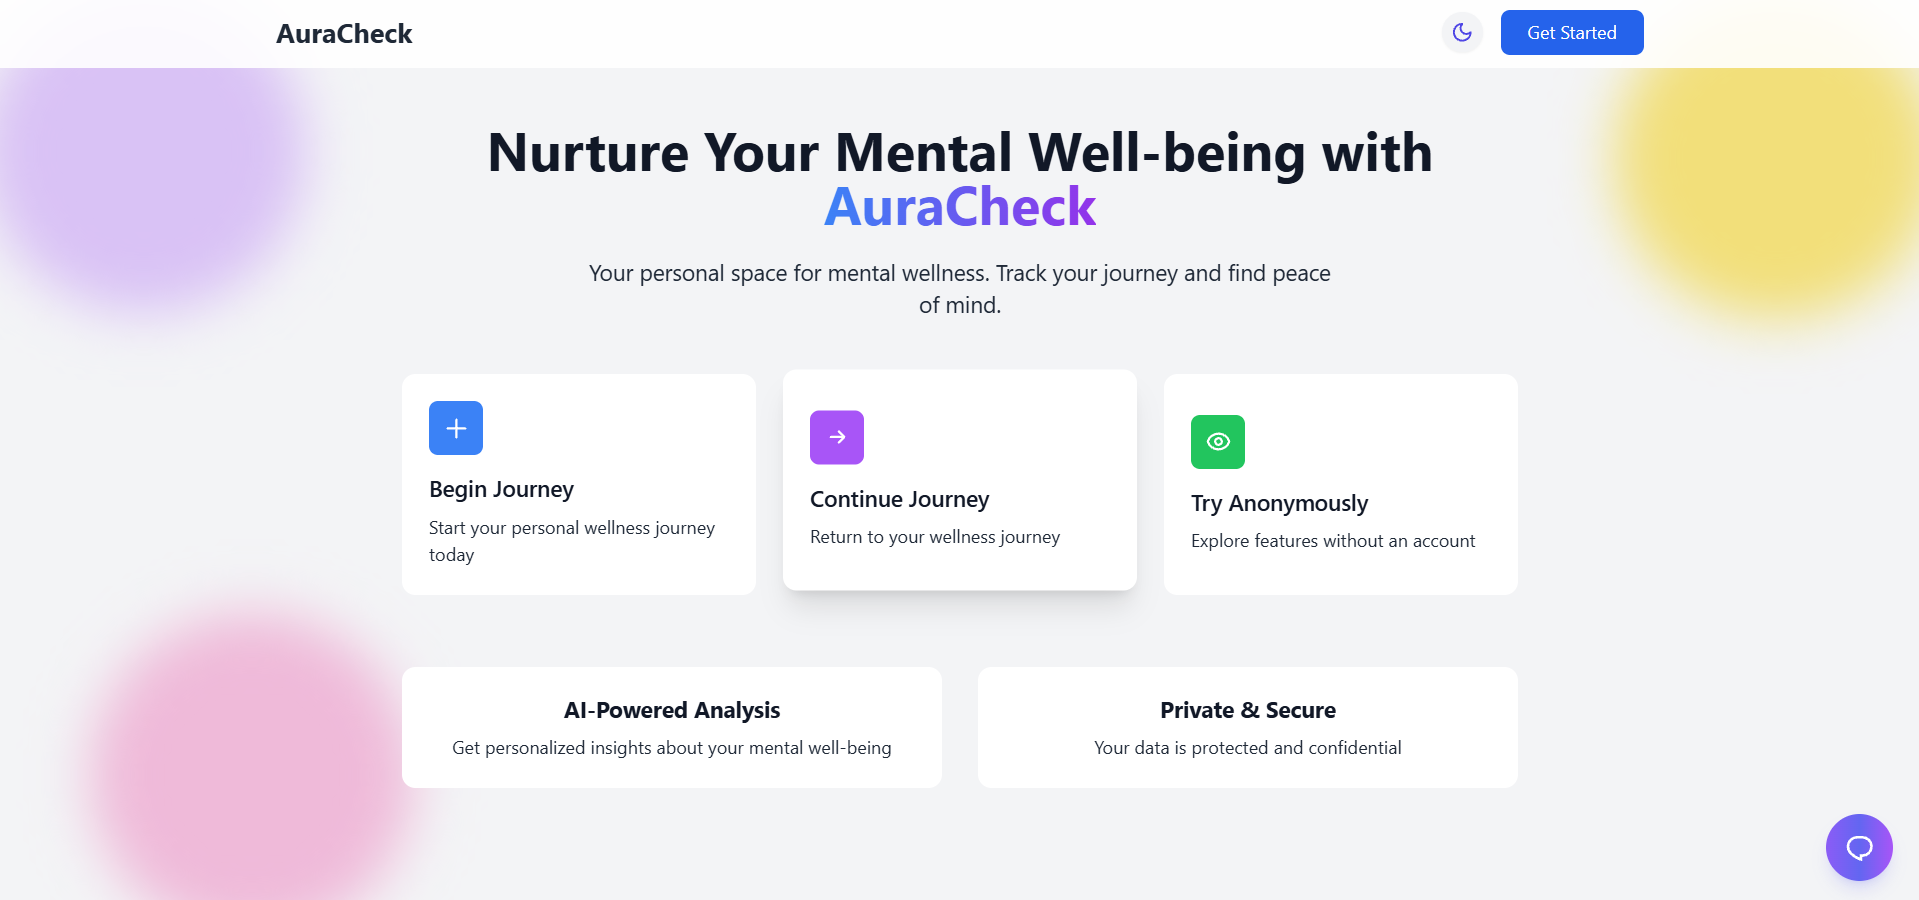 AuraCheck
Get Started
Nurture Your Mental Well-being with
AuraCheck
Your personal space for mental wellness. Track your journey and find peace
of mind.
Begin Journey
Start your personal wellness journey
today
Continue Journey
Return to your wellness journey
Try Anonymously
Explore features without an account
AI-Powered Analysis
Get personalized insights about your mental well-being
Private & Secure
Your data is protected and confidential